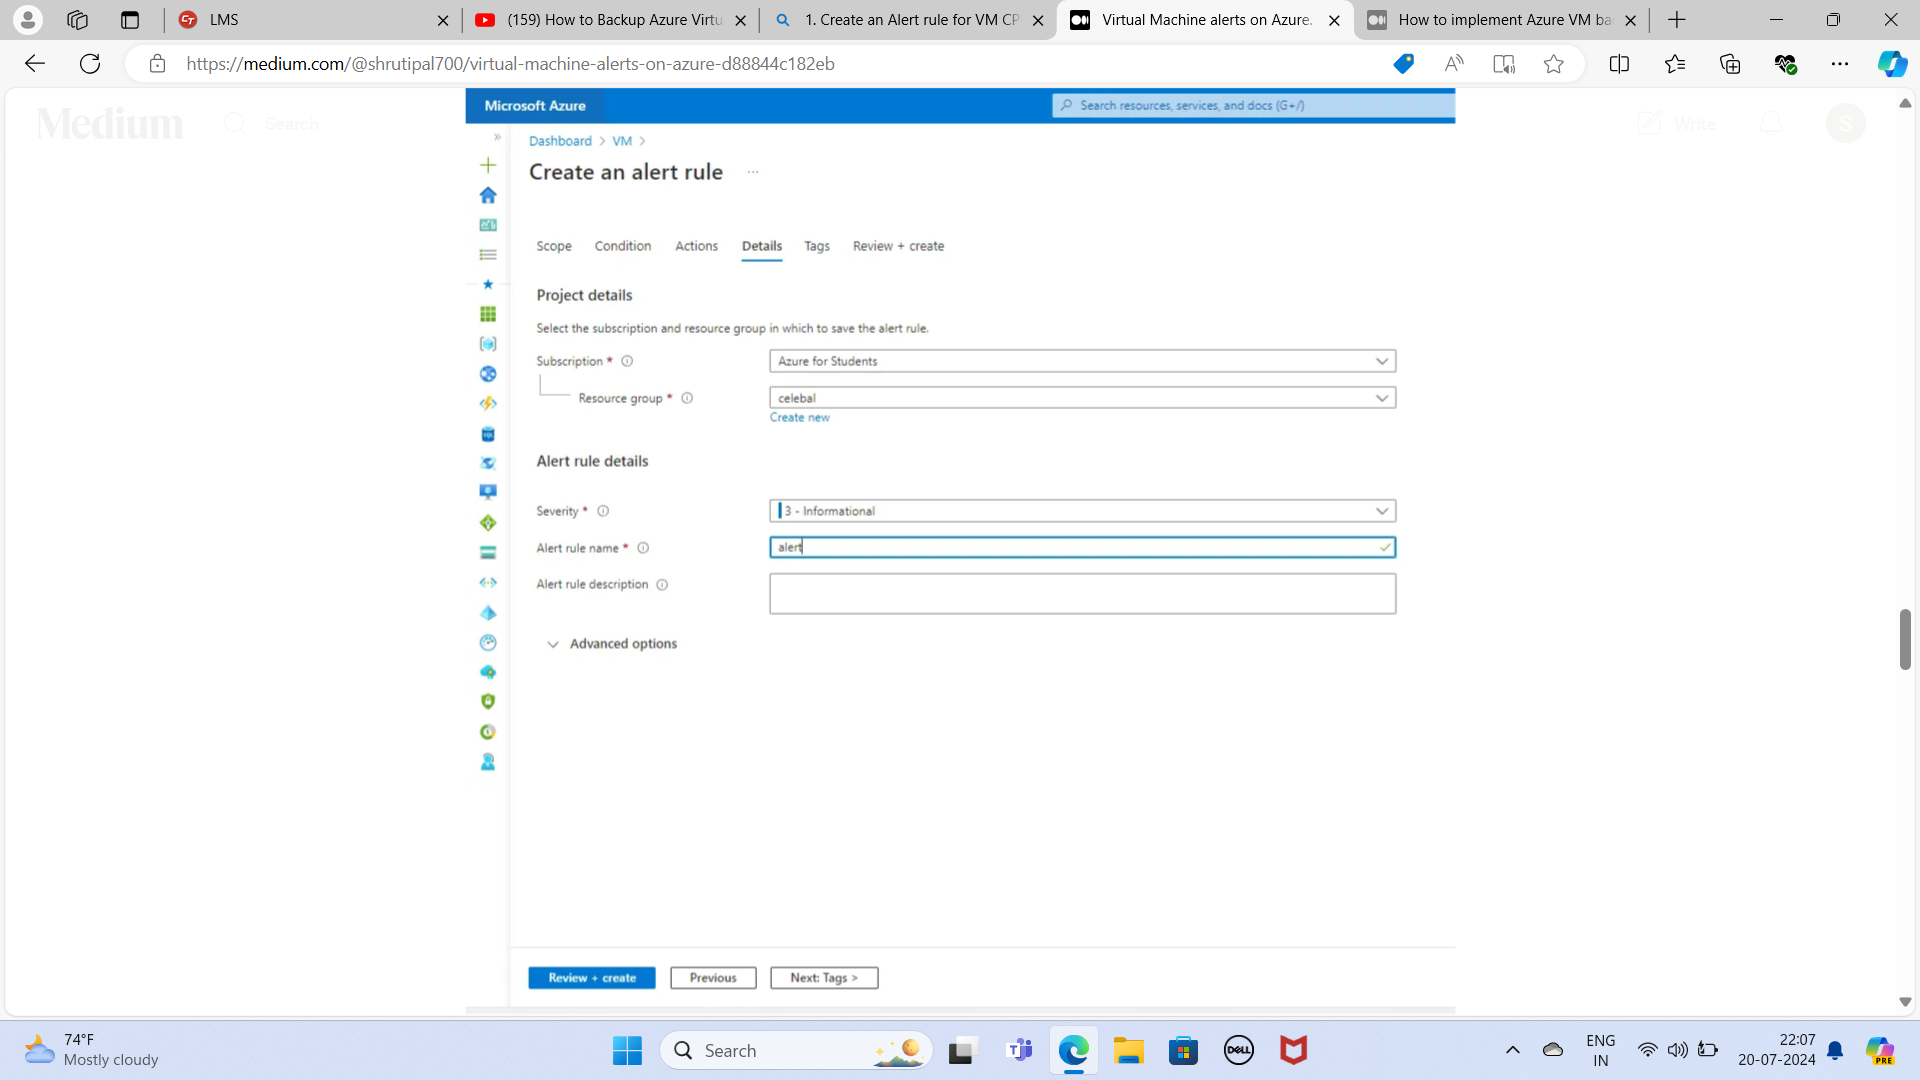 LMS
(159) How to Backup Azure Virtu
1. Create an Alert rule for VM CP
Virtual Machine alerts on Azure.
How to implement Azure VM ba
https://medium.com/@shrutipal700/virtual-machine-alerts-on-azure-d88844c182eb
Medium
Search
Write
S
Microsoft Azure
Search resources, services, and docs (G+/)
Dashboard > VM >
Create an alert rule ...
Scope Condition Actions Details Tags Review + create
Project details
Select the subscription and resource group in which to save the alert rule.
Subscription *
Azure for Students
Resource group *
celebal
Create new
Alert rule details
Severity *
3 - Informational
Alert rule name *
alert
Alert rule description
Advanced options
Review + create
Previous
Next: Tags >
74°F
Mostly cloudy
Search
DELL
ENG
IN
22:07
20-07-2024
PRE